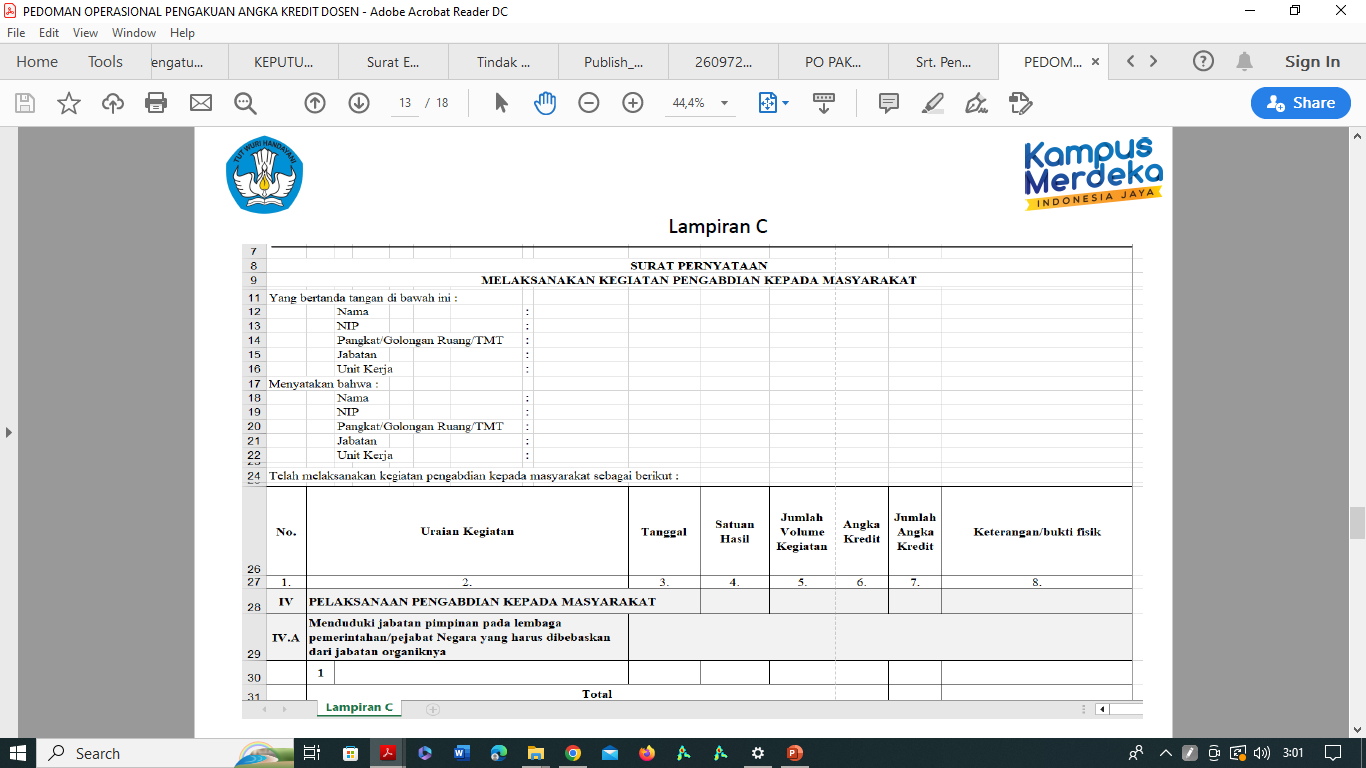 PEDOMAN OPERASIONAL PENGAKUAN ANGKA KREDIT DOSEN - Adobe Acrobat Reader DC
File Edit View Window Help
Home Tools engatu... KEPUTU... Surat E... Tindak ... Publish_... 260972... PO PAK... Srt. Pen... PEDOM... Sign In
13 / 18 44,4% Share
TUT WURI HANDAYANI
Kampus
Merdeka
INDONESIA JAYA
Lampiran C
7
8 SURAT PERNYATAAN
9 MELAKSANAKAN KEGIATAN PENGABDIAN KEPADA MASYARAKAT
11 Yang bertanda tangan di bawah ini :
12 Nama :
13 NIP :
14 Pangkat/Golongan Ruang/TMT :
15 Jabatan :
16 Unit Kerja :
17 Menyatakan bahwa :
18 Nama :
19 NIP :
20 Pangkat/Golongan Ruang/TMT :
21 Jabatan :
22 Unit Kerja :
24 Telah melaksanakan kegiatan pengabdian kepada masyarakat sebagai berikut :
26 No. Uraian Kegiatan Tanggal Satuan Hasil Jumlah Volume Kegiatan Angka Kredit Jumlah Angka Kredit Keterangan/bukti fisik
27 1. 2. 3. 4. 5. 6. 7. 8.
28 IV PELAKSANAAN PENGABDIAN KEPADA MASYARAKAT
Menduduki jabatan pimpinan pada lembaga
IV.A pemerintahan/pejabat Negara yang harus dibebaskan
29 dari jabatan organiknya
30 1
31 Total
Lampiran C
Search 3:01